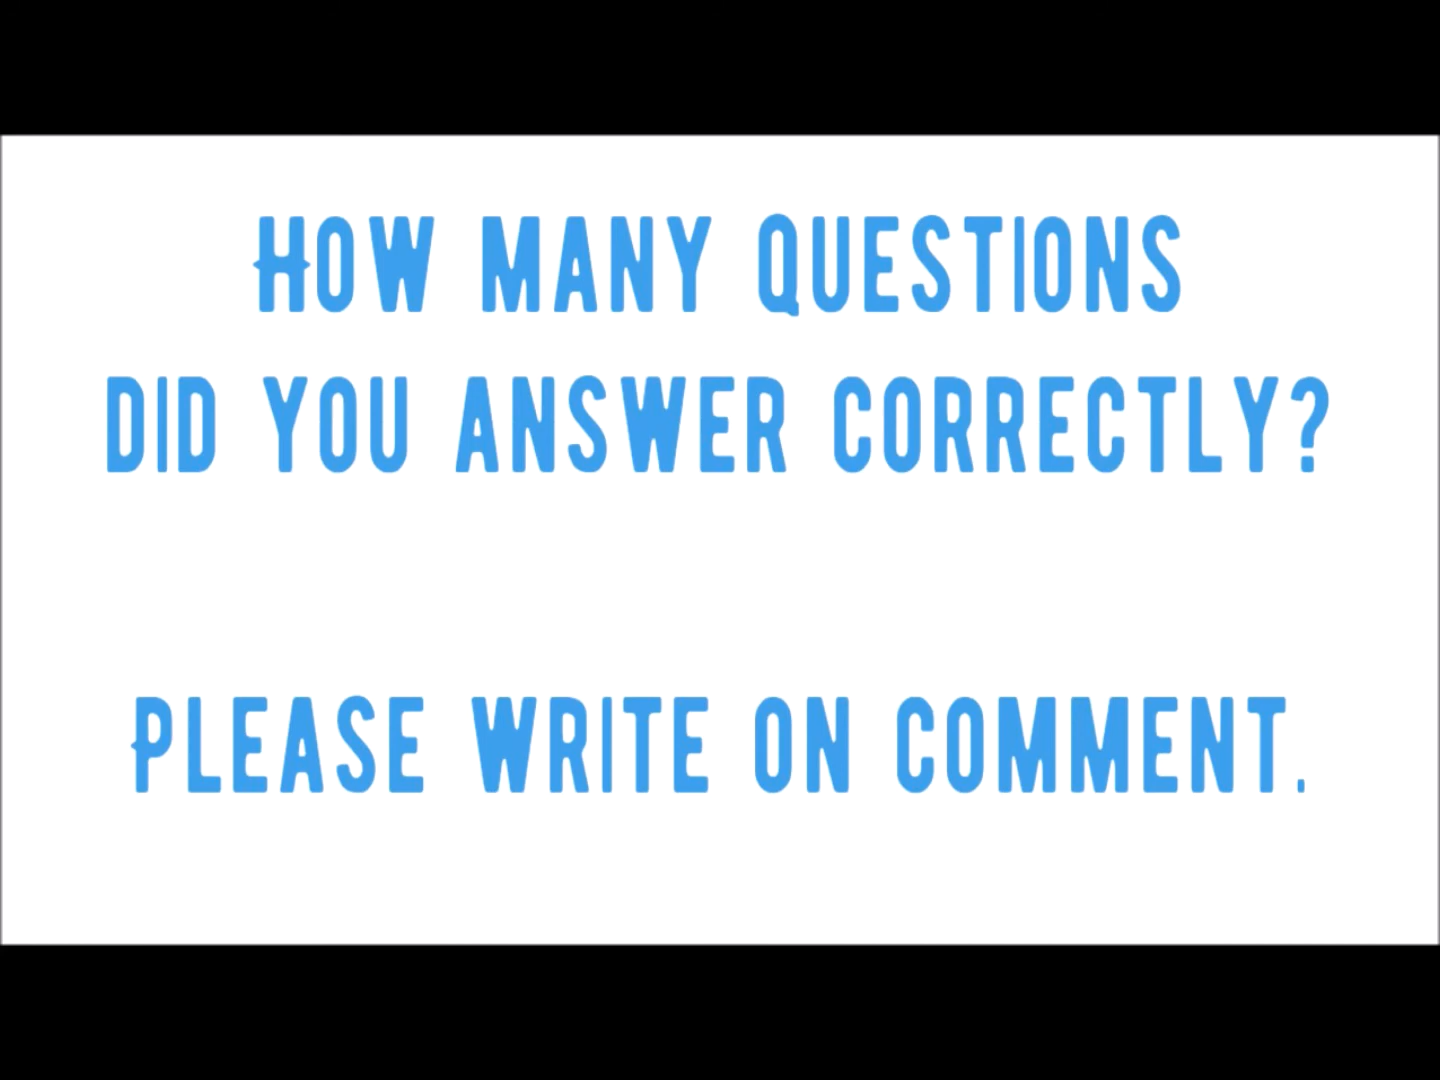 How many questions
did you answer correctly?
Please write on comment.